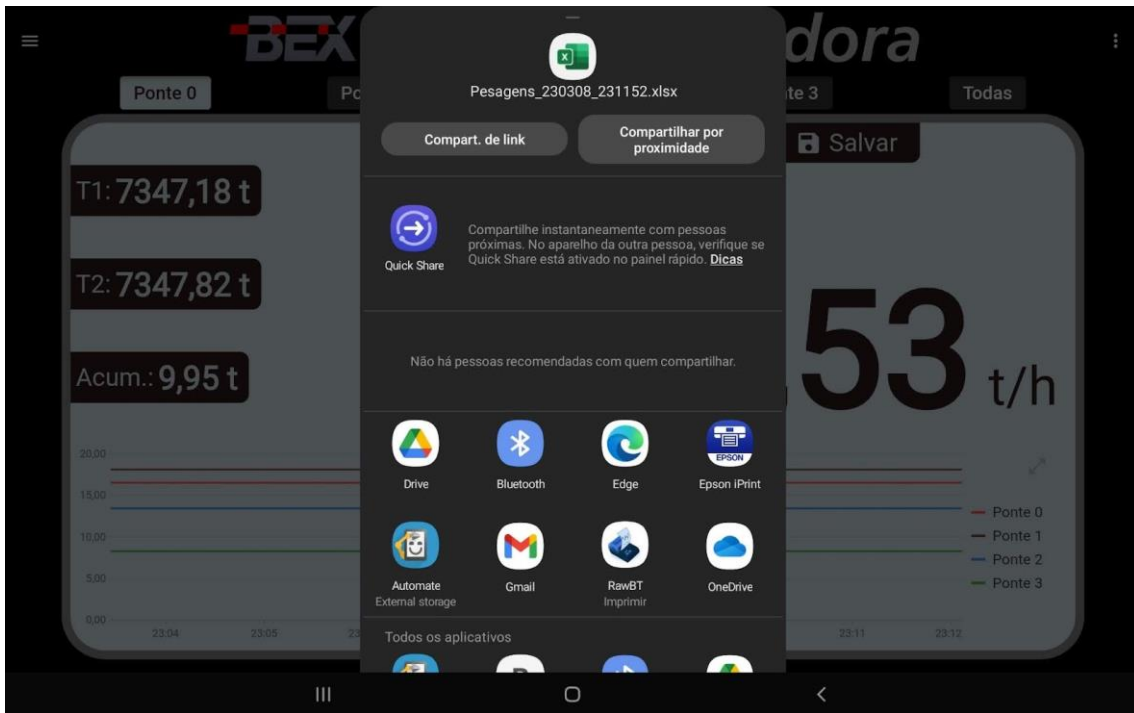 BEX
dora
Ponte 0
Po
te 3
Todas
Pesagens_230308_231152.xlsx
Compart. de link
Compartilhar por
proximidade
Salvar
T1: 7347,18 t
T2: 7347,82 t
Acum.: 9,95 t
,53 t/h
Quick Share
Compartilhe instantaneamente com pessoas
próximas. No aparelho da outra pessoa, verifique se
Quick Share está ativado no painel rápido. Dicas
Não há pessoas recomendadas com quem compartilhar.
Drive
Bluetooth
Edge
EPSON
Epson iPrint
Automate
External storage
Gmail
RawBT
Imprimir
OneDrive
Todos os aplicativos
20,00
15,00
10,00
5,00
0,00
23:04
23:05
23
23:11
23:12
Ponte 0
Ponte 1
Ponte 2
Ponte 3